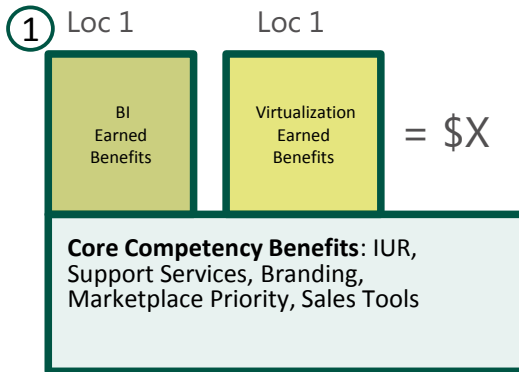 1
Loc 1
Loc 1
BI
Earned
Benefits
Virtualization
Earned
Benefits
= $X
Core Competency Benefits: IUR,
Support Services, Branding,
Marketplace Priority, Sales Tools